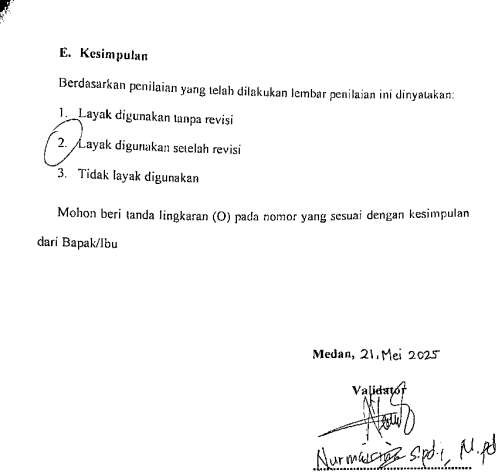 E. Kesimpulan
Berdasarkan penilaian yang telah dilakukan lembar penilaian ini dinyatakan:
1. Layak digunakan tanpa revisi
2. Layak digunakan setelah revisi
3. Tidak layak digunakan
Mohon beri tanda lingkaran (O) pada nomor yang sesuai dengan kesimpulan
dari Bapak/Ibu
Medan, 21, Mei 2025
Validator
S.pd.i, M.pd